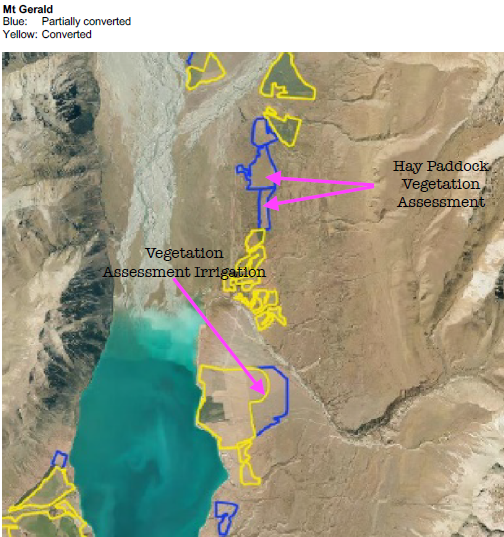 Mt Gerald
Blue: Partially converted
Yellow: Converted
Hay Paddock
Vegetation
Assessment
Vegetation
Assessment Irrigation